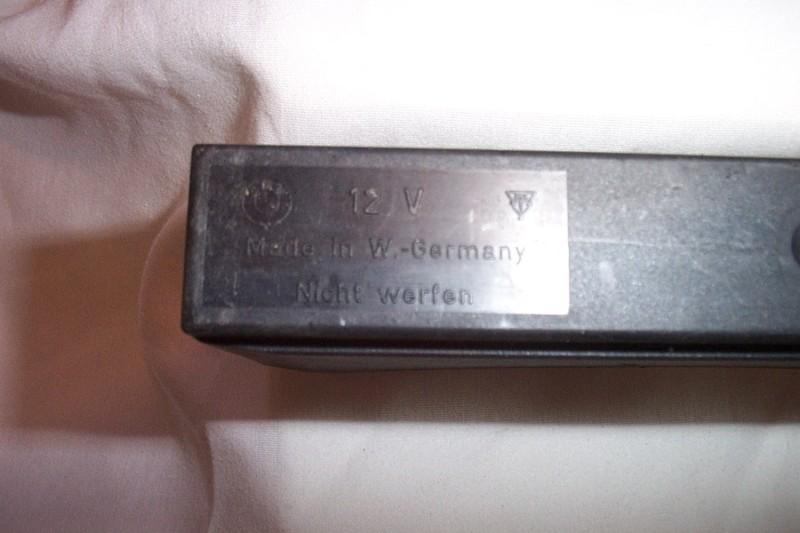 12 V
Made in W.-Germany
Nicht werfen